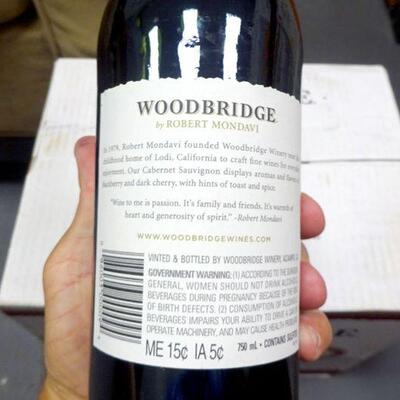 WOODBRIDGE
by ROBERT MONDAVI
In 1979, Robert Mondavi founded Woodbridge Winery near
childhood home of Lodi, California to craft fine wines for
enjoyment. Our Cabernet Sauvignon displays aromas and
blackberry and dark cherry, with hints of toast and spice.
"Wine to me is passion. It's family and friends. It's warmth of
heart and generosity of spirit." -Robert Mondavi
WWW.WOODBRIDGEWINES.COM
VINTED & BOTTLED BY WOODBRIDGE WINERY, ACAMPO,
GOVERNMENT WARNING: (1) ACCORDING TO THE SURGEON
GENERAL, WOMEN SHOULD NOT DRINK ALCOHOLIC
BEVERAGES DURING PREGNANCY BECAUSE OF THE
OF BIRTH DEFECTS. (2) CONSUMPTION OF ALCOHOLIC
BEVERAGES IMPAIRS YOUR ABILITY TO DRIVE A CAR
OPERATE MACHINERY, AND MAY CAUSE HEALTH
ME 15¢ IA 5¢ 750 mL • CONTAINS SULFITES